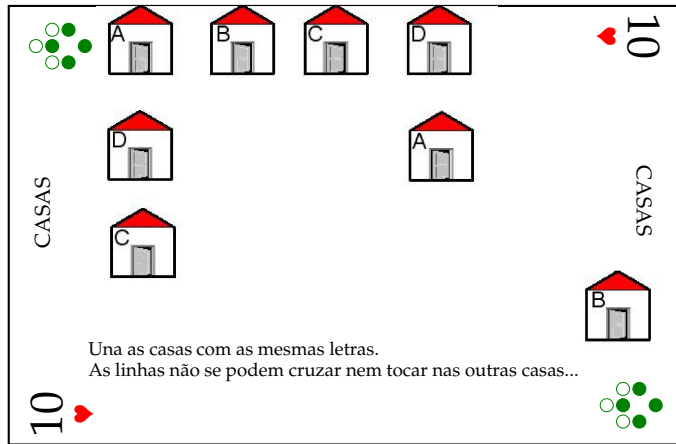 A B C D
10
D
A
CASAS
CASAS
C
B
Una as casas com as mesmas letras.
As linhas não se podem cruzar nem tocar nas outras casas...
10